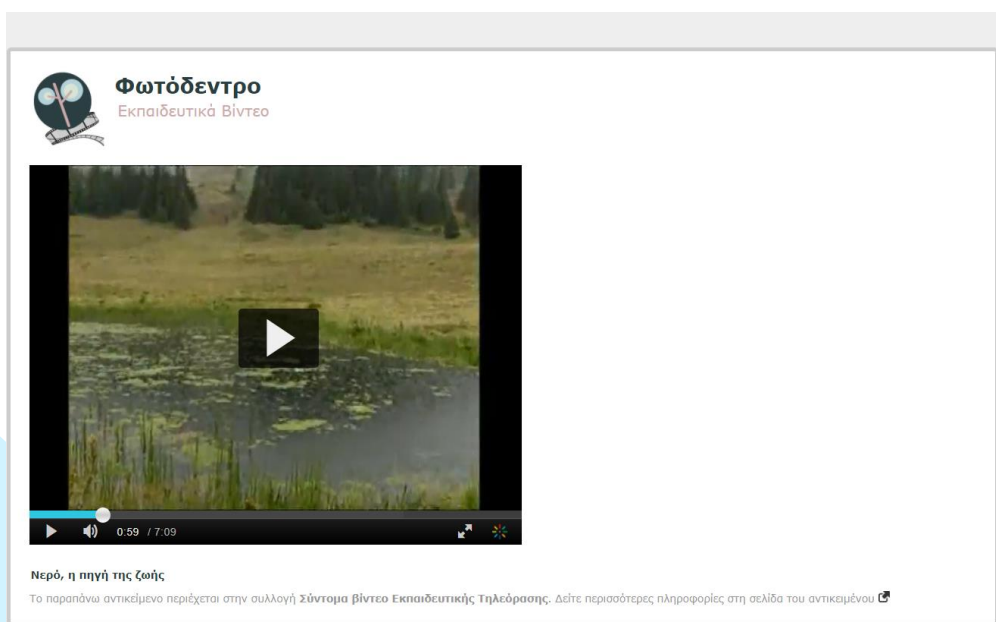 Φωτόδεντρο
Εκπαιδευτικά Βίντεο
0:59 / 7:09
Νερό, η πηγή της ζωής
Το παραπάνω αντικείμενο περιέχεται στην συλλογή Σύντομα βίντεο Εκπαιδευτικής Τηλεόρασης. Δείτε περισσότερες πληροφορίες στη σελίδα του αντικειμένου